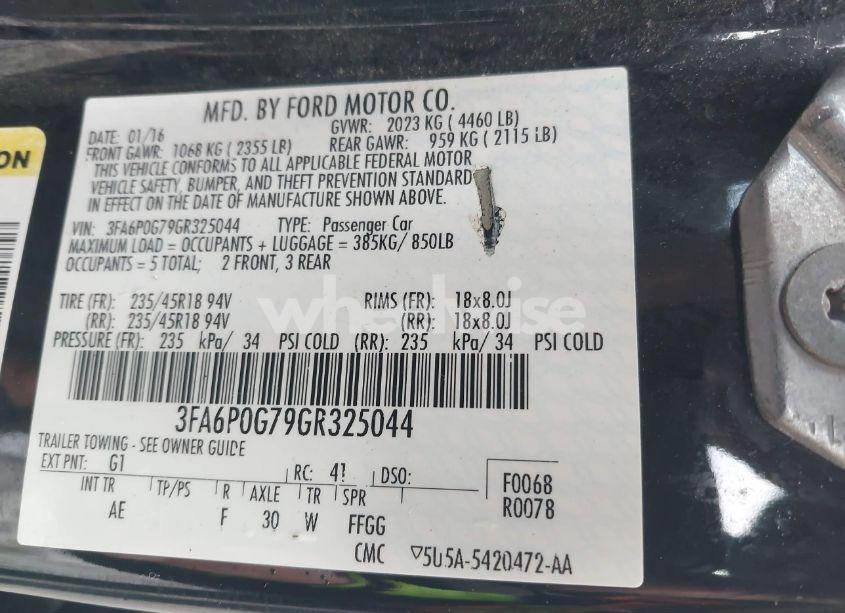 MFD. BY FORD MOTOR CO.
DATE: 01/16 GVWR: 2023 KG ( 4460 LB)
FRONT GAWR: 1068 KG ( 2355 LB) REAR GAWR: 959 KG ( 2115 LB)
THIS VEHICLE CONFORMS TO ALL APPLICABLE FEDERAL MOTOR
VEHICLE SAFETY, BUMPER, AND THEFT PREVENTION STANDARD
IN EFFECT ON THE DATE OF MANUFACTURE SHOWN ABOVE.
VIN: 3FA6P0G79GR325044 TYPE: Passenger Car
MAXIMUM LOAD = OCCUPANTS + LUGGAGE = 385KG/ 850LB
OCCUPANTS = 5 TOTAL; 2 FRONT, 3 REAR
TIRE (FR): 235/45R18 94V RIMS (FR): 18x8.0J
(RR): 235/45R18 94V (RR): 18x8.0J
PRESSURE (FR): 235 kPa/ 34 PSI COLD (RR): 235 kPa/ 34 PSI COLD
3FA6P0G79GR325044
TRAILER TOWING - SEE OWNER GUIDE
EXT PNT: G1 RC: 41 DSO: F0068
INT TR TP/PS R AXLE TR SPR R0078
AE F 30 W FFGG
CMC 5U5A-5420472-AA
ON
wheelwise